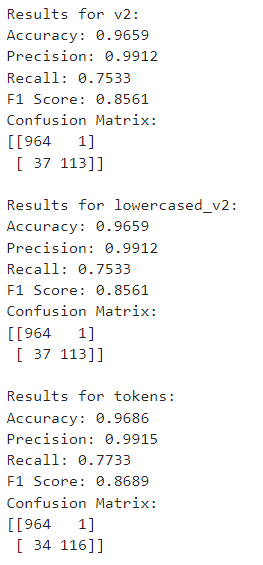 Results for v2:
Accuracy: 0.9659
Precision: 0.9912
Recall: 0.7533
F1 Score: 0.8561
Confusion Matrix:
[[964   1]
 [ 37 113]]

Results for lowercased_v2:
Accuracy: 0.9659
Precision: 0.9912
Recall: 0.7533
F1 Score: 0.8561
Confusion Matrix:
[[964   1]
 [ 37 113]]

Results for tokens:
Accuracy: 0.9686
Precision: 0.9915
Recall: 0.7733
F1 Score: 0.8689
Confusion Matrix:
[[964   1]
 [ 34 116]]